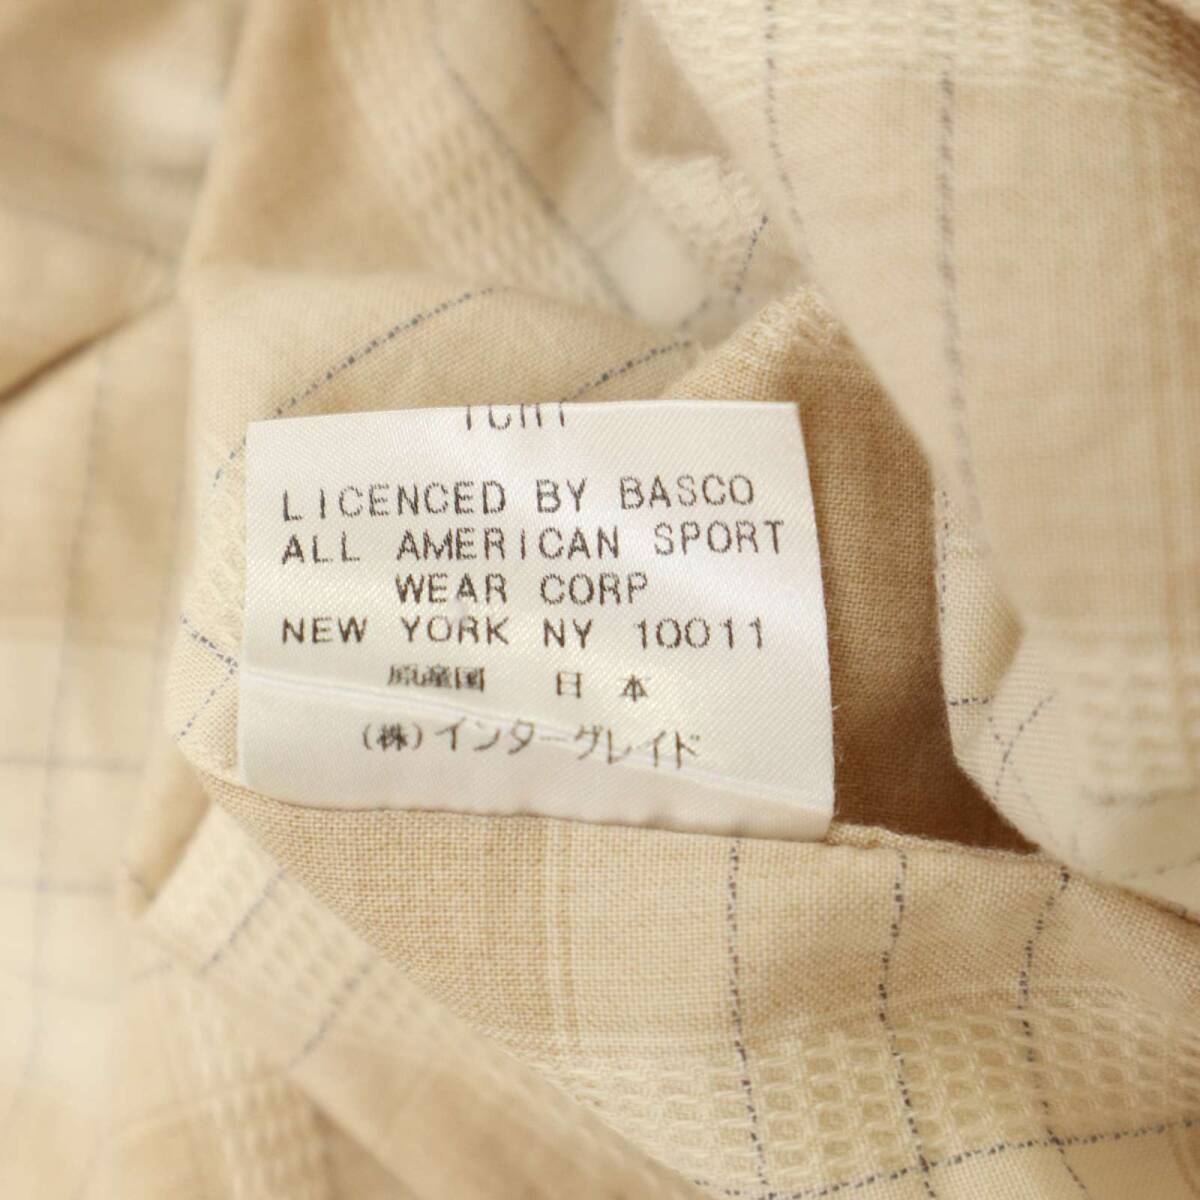 LICENCED BY BASCO
ALL AMERICAN SPORT
WEAR CORP
NEW YORK NY 10011
原産国 日本
(株)インターグレイド